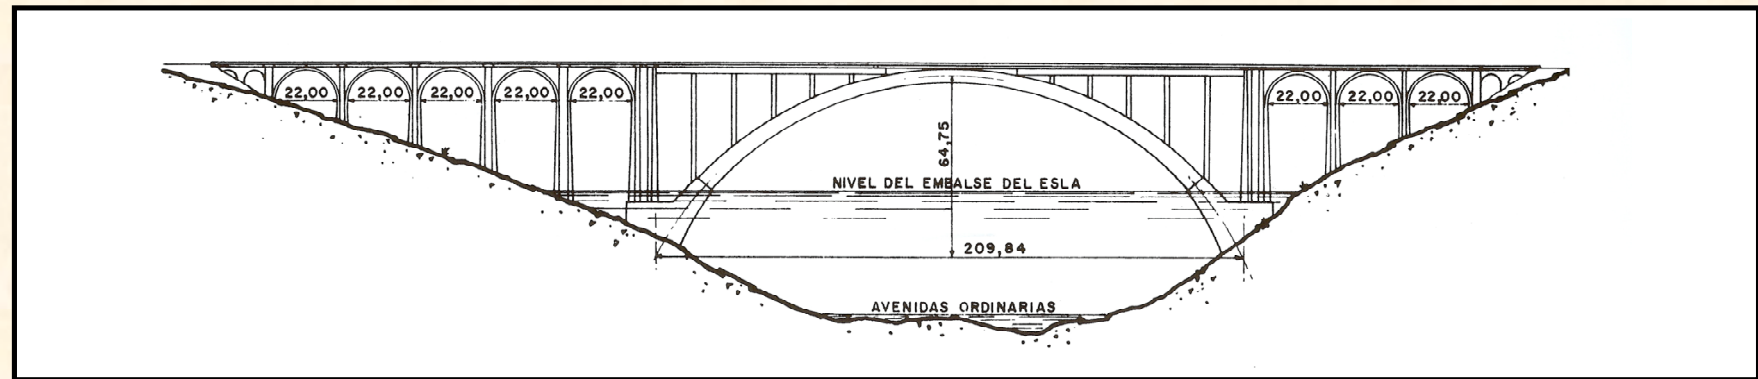 22,00 22,00 22,00 22,00 22,00 22,00 22,00 22,00
64,75
NIVEL DEL EMBALSE DEL ESLA
209,84
AVENIDAS ORDINARIAS